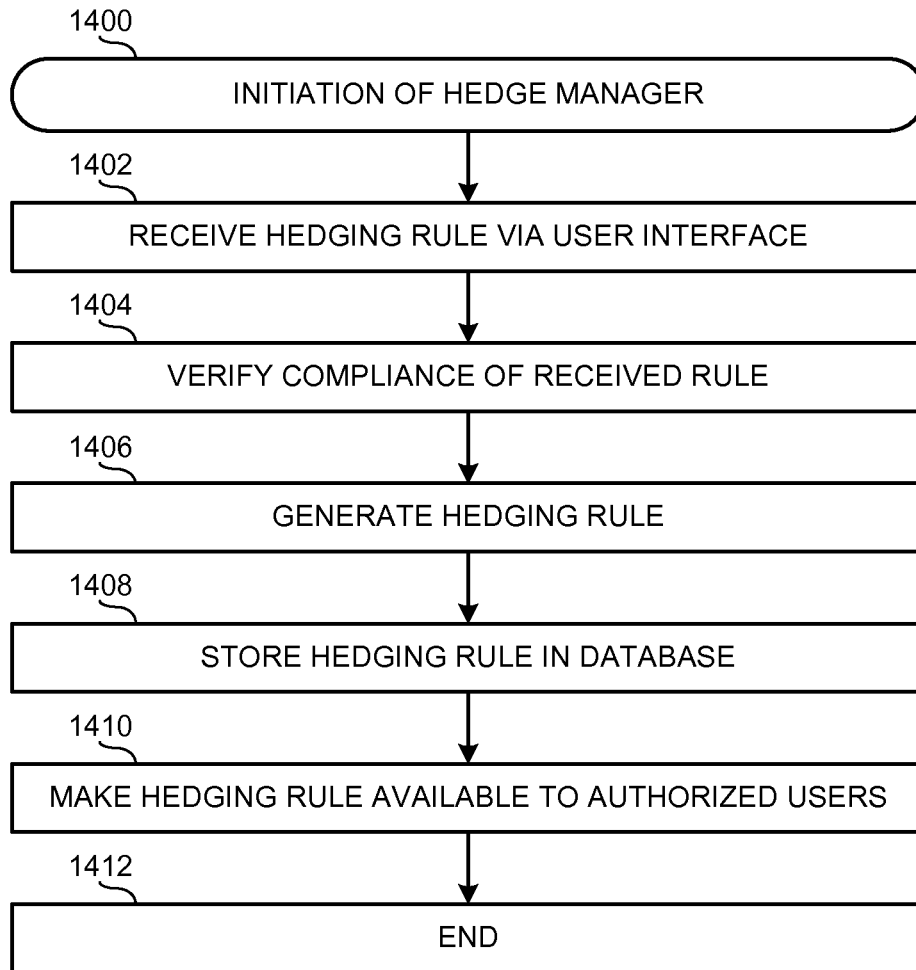 1400
INITIATION OF HEDGE MANAGER
1402
RECEIVE HEDGING RULE VIA USER INTERFACE
1404
VERIFY COMPLIANCE OF RECEIVED RULE
1406
GENERATE HEDGING RULE
1408
STORE HEDGING RULE IN DATABASE
1410
MAKE HEDGING RULE AVAILABLE TO AUTHORIZED USERS
1412
END